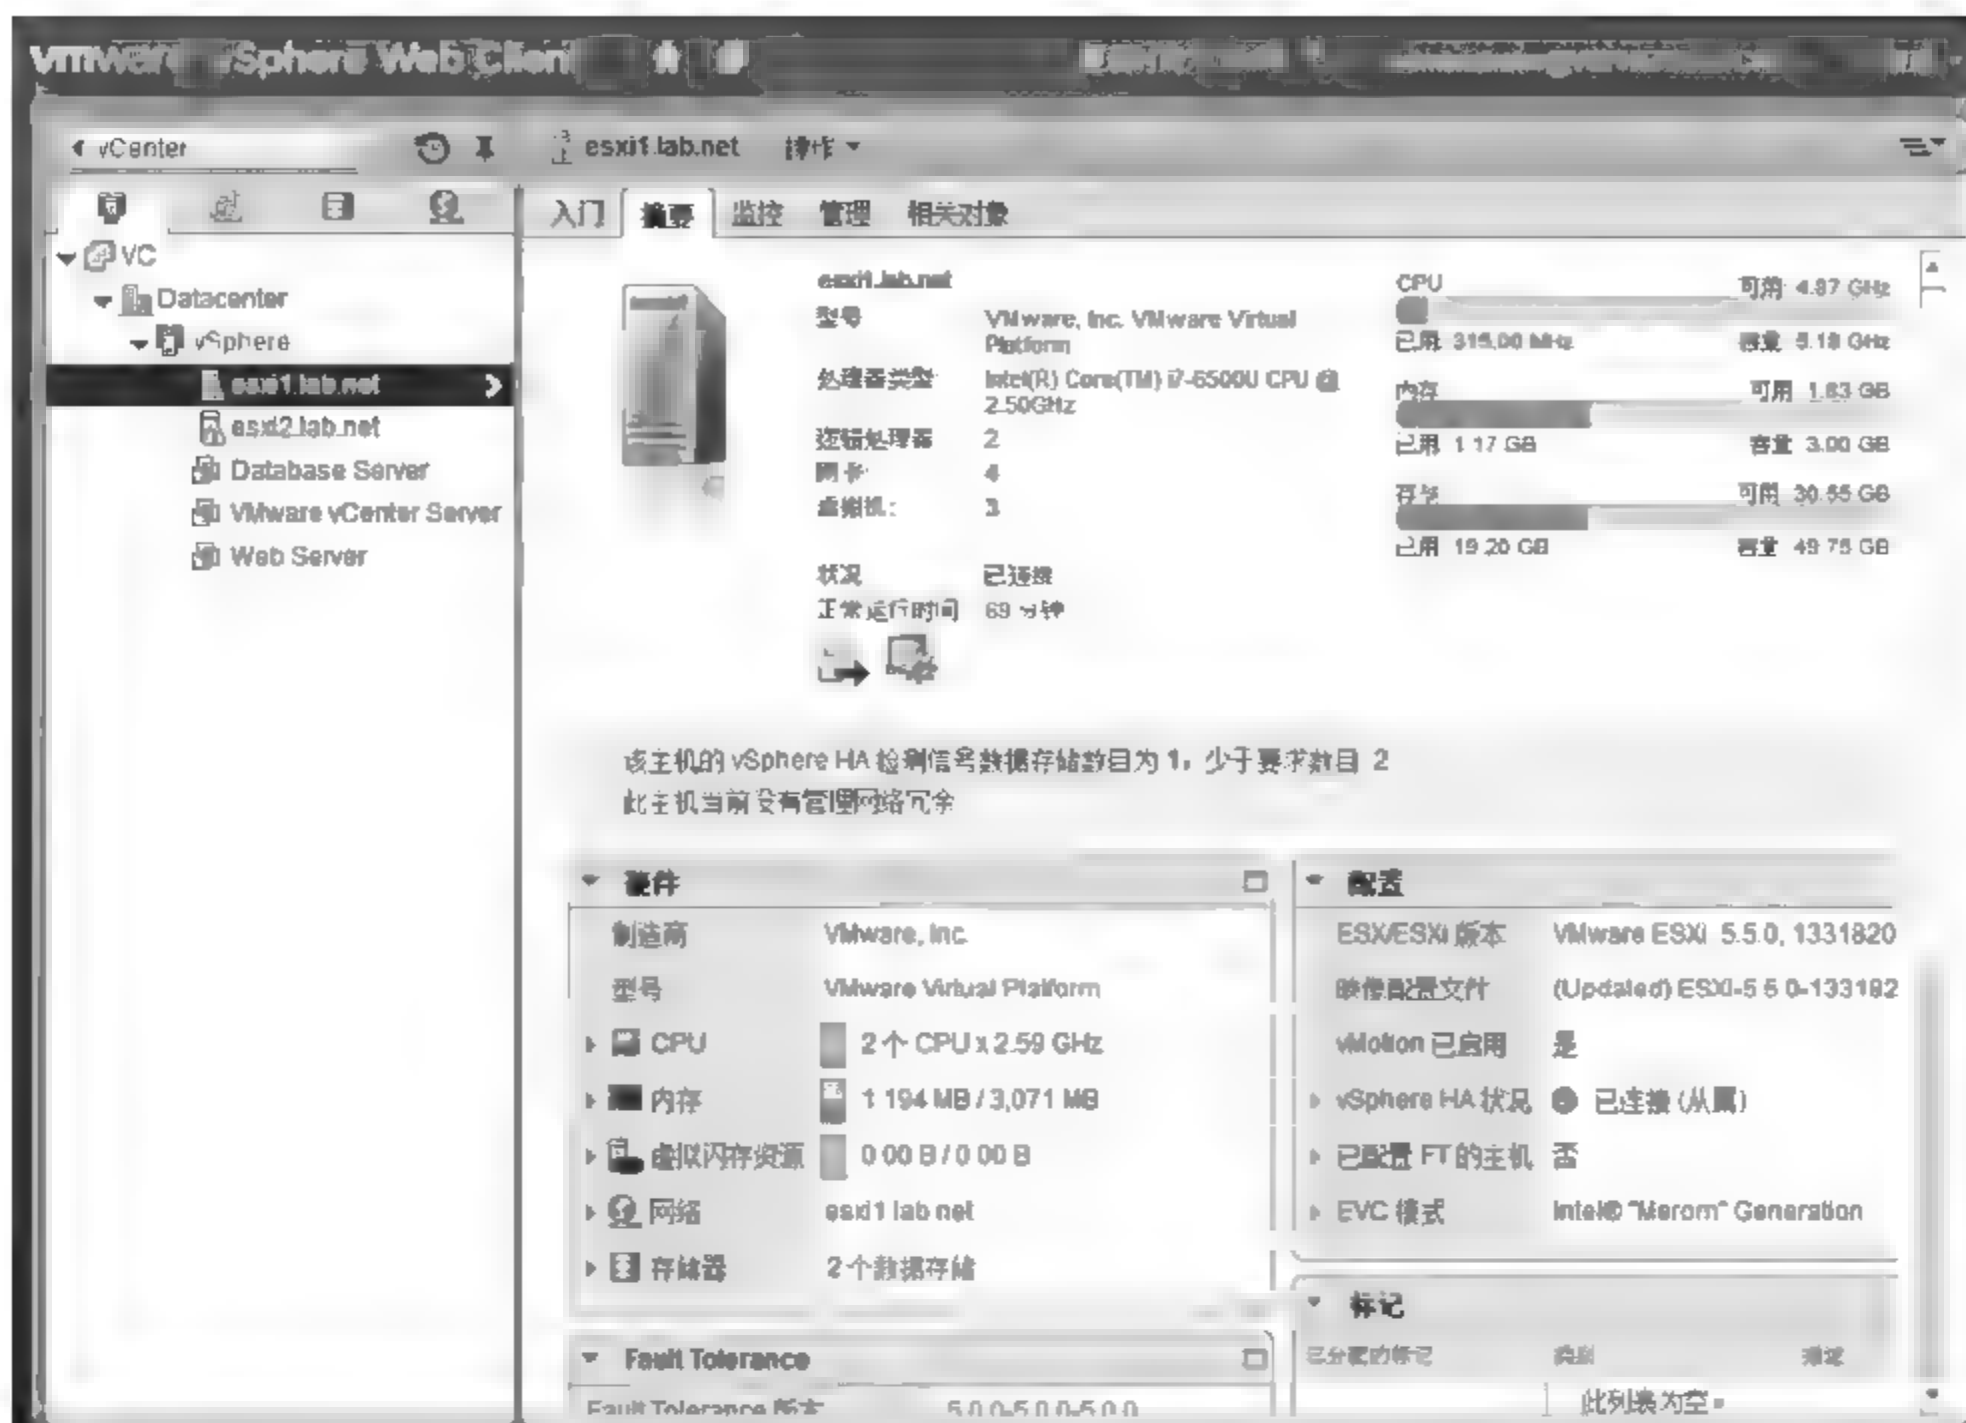 vmware vSphere Web Client
vCenter
esxi1.lab.net 操作
入门 摘要 监控 管理 相关对象
VC
Datacenter
vSphere
esxi1.lab.net
esxi2.lab.net
Database Server
VMware vCenter Server
Web Server
esxi1.lab.net
型号 VMware, Inc. VMware Virtual
Platform
处理器类型: Intel(R) Core(TM) i7-6500U CPU @
2.50GHz
逻辑处理器 2
网卡: 4
虚拟机: 3
状况 已连接
正常运行时间 69 分钟
CPU 可用: 4.87 GHz
已用: 315.00 MHz 容量 5.18 GHz
内存 可用 1.83 GB
已用 1.17 GB 容量 3.00 GB
存储 可用 30.55 GB
已用 19.20 GB 容量 49.75 GB
该主机的 vSphere HA 检测信号数据存储数目为 1，少于要求数目 2
此主机当前没有管理网络冗余
硬件
制造商 VMware, Inc.
型号 VMware Virtual Platform
CPU 2 个 CPU x 2.59 GHz
内存 1,194 MB / 3,071 MB
虚拟闪存资源 0.00 B / 0.00 B
网络 esxi1.lab.net
存储器 2 个数据存储
Fault Tolerance
Fault Tolerance 版本 5.0.0-5.0.0-5.0.0
配置
ESX/ESXi 版本 VMware ESXi, 5.5.0, 1331820
映像配置文件 (Updated) ESXi-5.5.0-133182
vMotion 已启用 是
vSphere HA 状况 已连接 (从属)
已配置 FT 的主机 否
EVC 模式 Intel® "Merom" Generation
标记
已分配的标记 类别 描述
此列表为空。